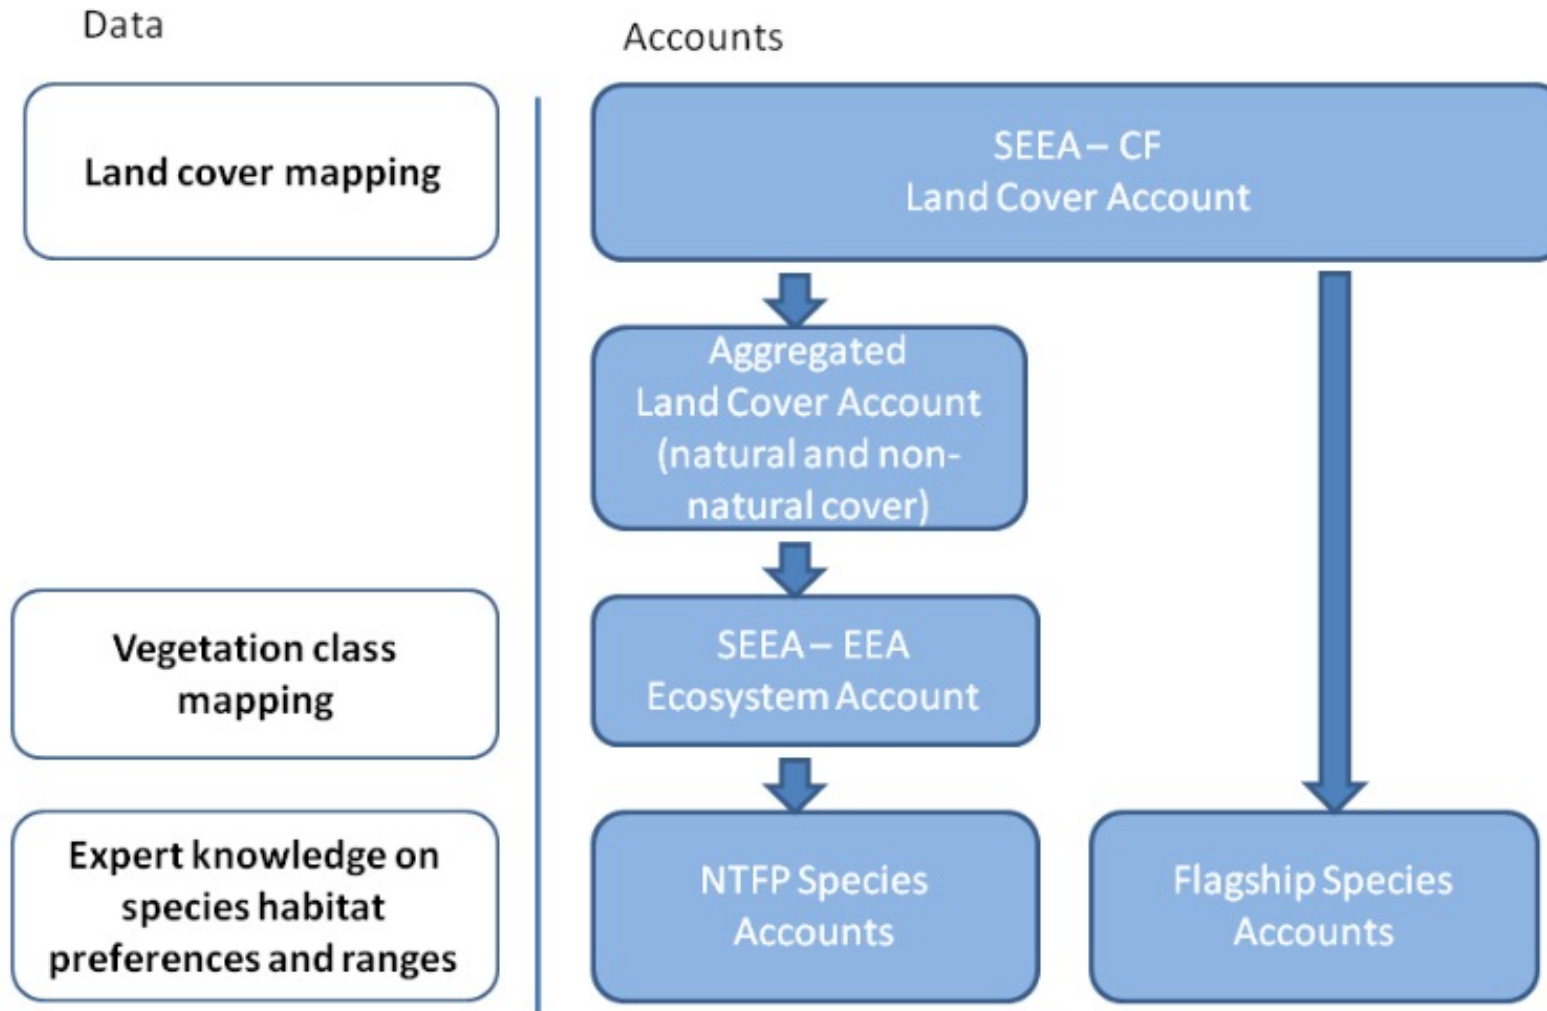 Data
Accounts
Land cover mapping
SEEA – CF
Land Cover Account
Aggregated
Land Cover Account
(natural and non-
natural cover)
Vegetation class
mapping
SEEA – EEA
Ecosystem Account
Expert knowledge on
species habitat
preferences and ranges
NTFP Species
Accounts
Flagship Species
Accounts